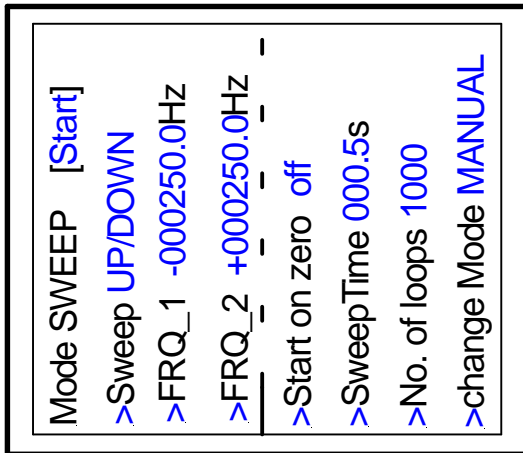 Mode SWEEP [Start]
>Sweep UP/DOWN
>FRQ_1 -000250.0Hz
>FRQ_2 +000250.0Hz
>Start on zero off
>SweepTime 000.5s
>No. of loops 1000
>change Mode MANUAL